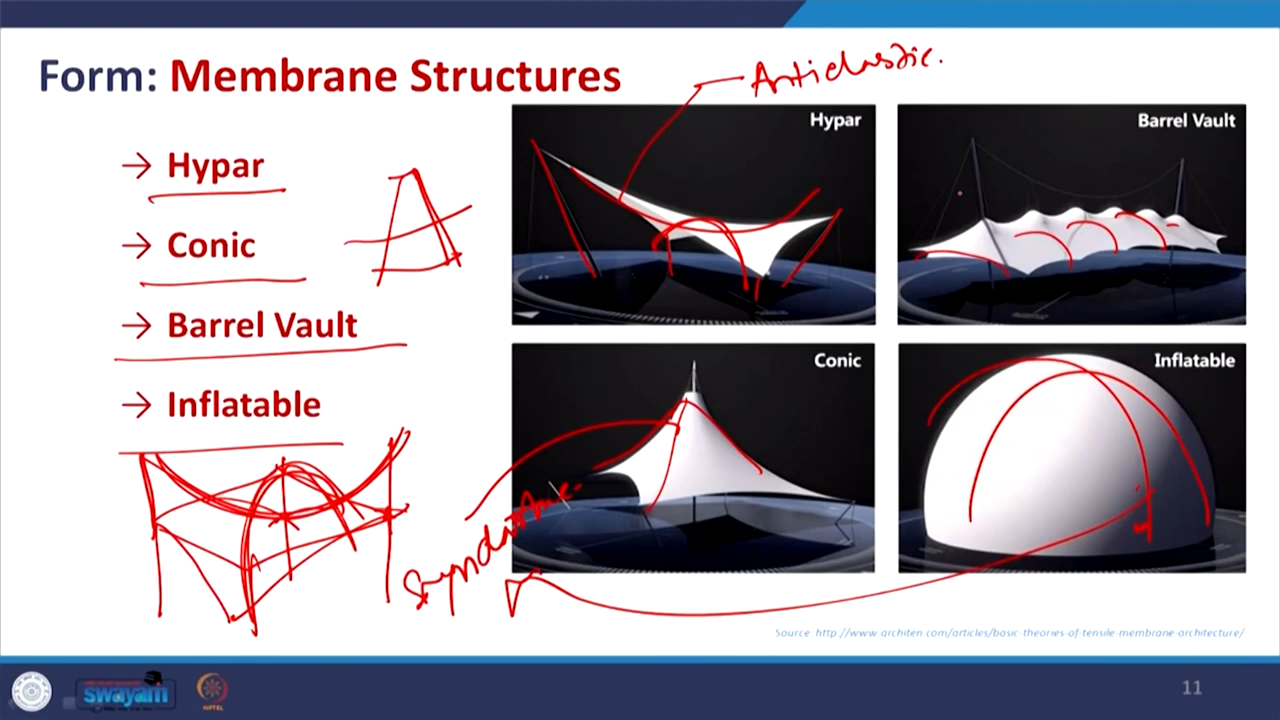 Form: Membrane Structures
Anticlastic.
→ Hypar
→ Conic
→ Barrel Vault
→ Inflatable
Hypar
Barrel Vault
Conic
Inflatable
Source: http://www.architen.com/articles/basic-theories-of-tensile-membrane-architecture/
swayam
NPTEL
11